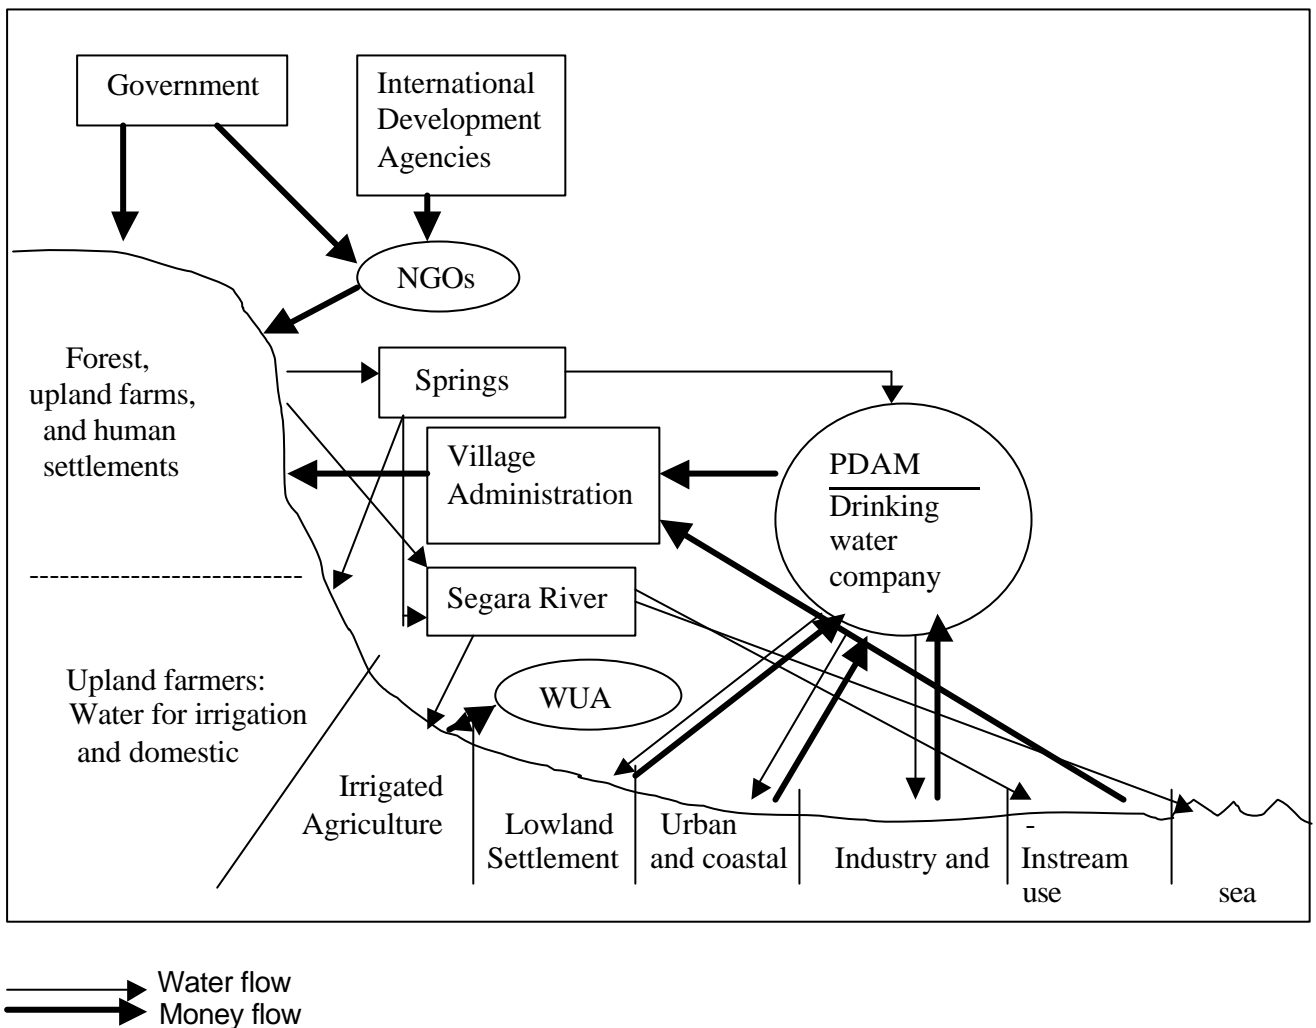 Government
International
Development
Agencies
NGOs
Forest,
upland farms,
and human
settlements
Springs
Village
Administration
PDAM
Drinking
water
company
Segara River
Upland farmers:
Water for irrigation
and domestic
WUA
Irrigated
Agriculture
Lowland
Settlement
Urban
and coastal
Industry and
-
Instream
use
sea
Water flow
Money flow